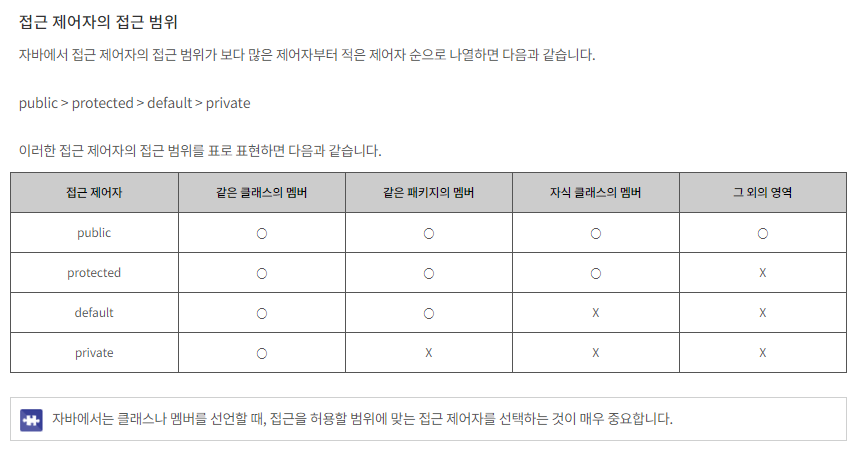 접근 제어자의 접근 범위
자바에서 접근 제어자의 접근 범위가 보다 많은 제어자부터 적은 제어자 순으로 나열하면 다음과 같습니다.
public > protected > default > private
이러한 접근 제어자의 접근 범위를 표로 표현하면 다음과 같습니다.
접근 제어자 같은 클래스의 멤버 같은 패키지의 멤버 자식 클래스의 멤버 그 외의 영역
public ○ ○ ○ ○
protected ○ ○ ○ X
default ○ ○ X X
private ○ X X X
자바에서는 클래스나 멤버를 선언할 때, 접근을 허용할 범위에 맞는 접근 제어자를 선택하는 것이 매우 중요합니다.